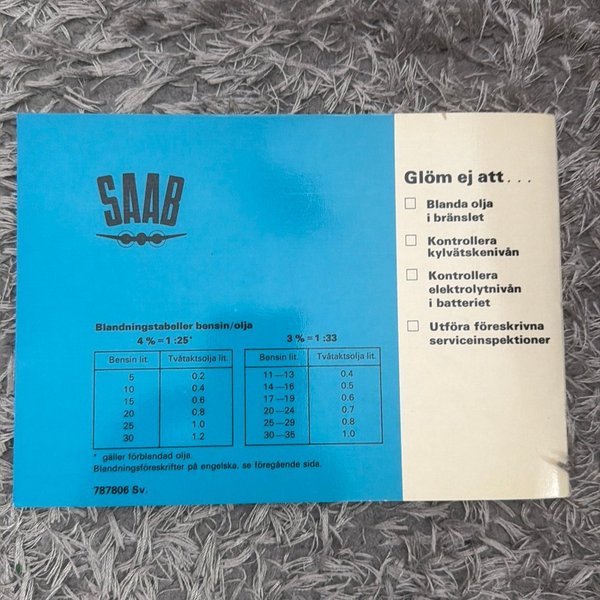 SAAB
Blandningstabeller bensin/olja
4 % = 1 :25*
Bensin lit. Tvåtaktsolja lit.
5 0.2
10 0.4
15 0.6
20 0.8
25 1.0
30 1.2
3 % = 1 :33
Bensin lit. Tvåtaktsolja lit.
11—13 0.4
14—16 0.5
17—19 0.6
20—24 0.7
25—29 0.8
30—35 1.0
* gäller förblandad olja.
Blandningsföreskrifter på engelska, se föregående sida.
787806 Sv.
Glöm ej att...
Blanda olja
i bränslet
Kontrollera
kylvätskenivån
Kontrollera
elektrolytnivån
i batteriet
Utföra föreskrivna
serviceinspektioner